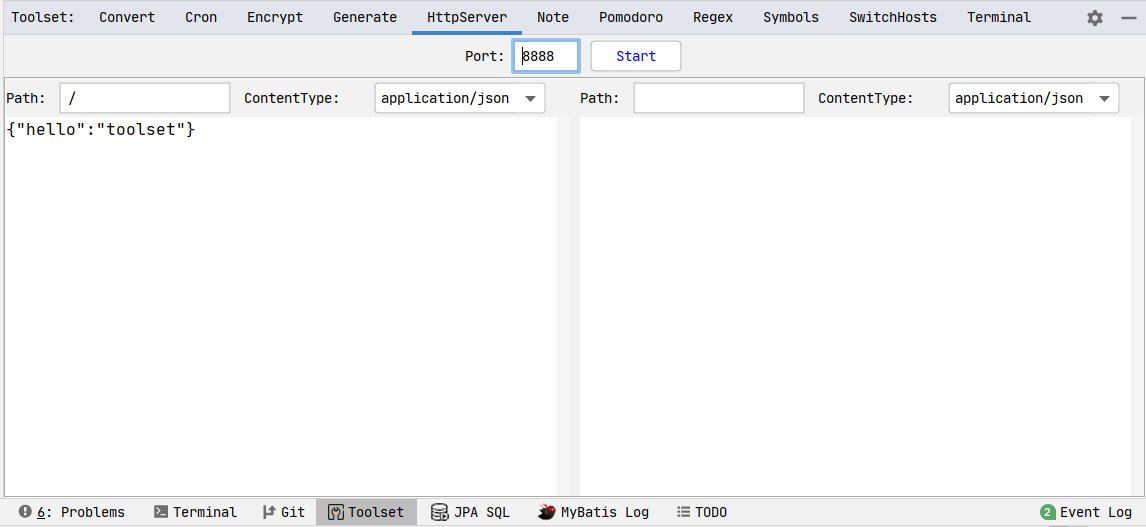 Toolset: Convert Cron Encrypt Generate HttpServer Note Pomodoro Regex Symbols SwitchHosts Terminal
Port: 8888 Start
Path: / ContentType: application/json Path: ContentType: application/json
{"hello":"toolset"}
6: Problems Terminal Git Toolset JPA SQL MyBatis Log TODO 2 Event Log